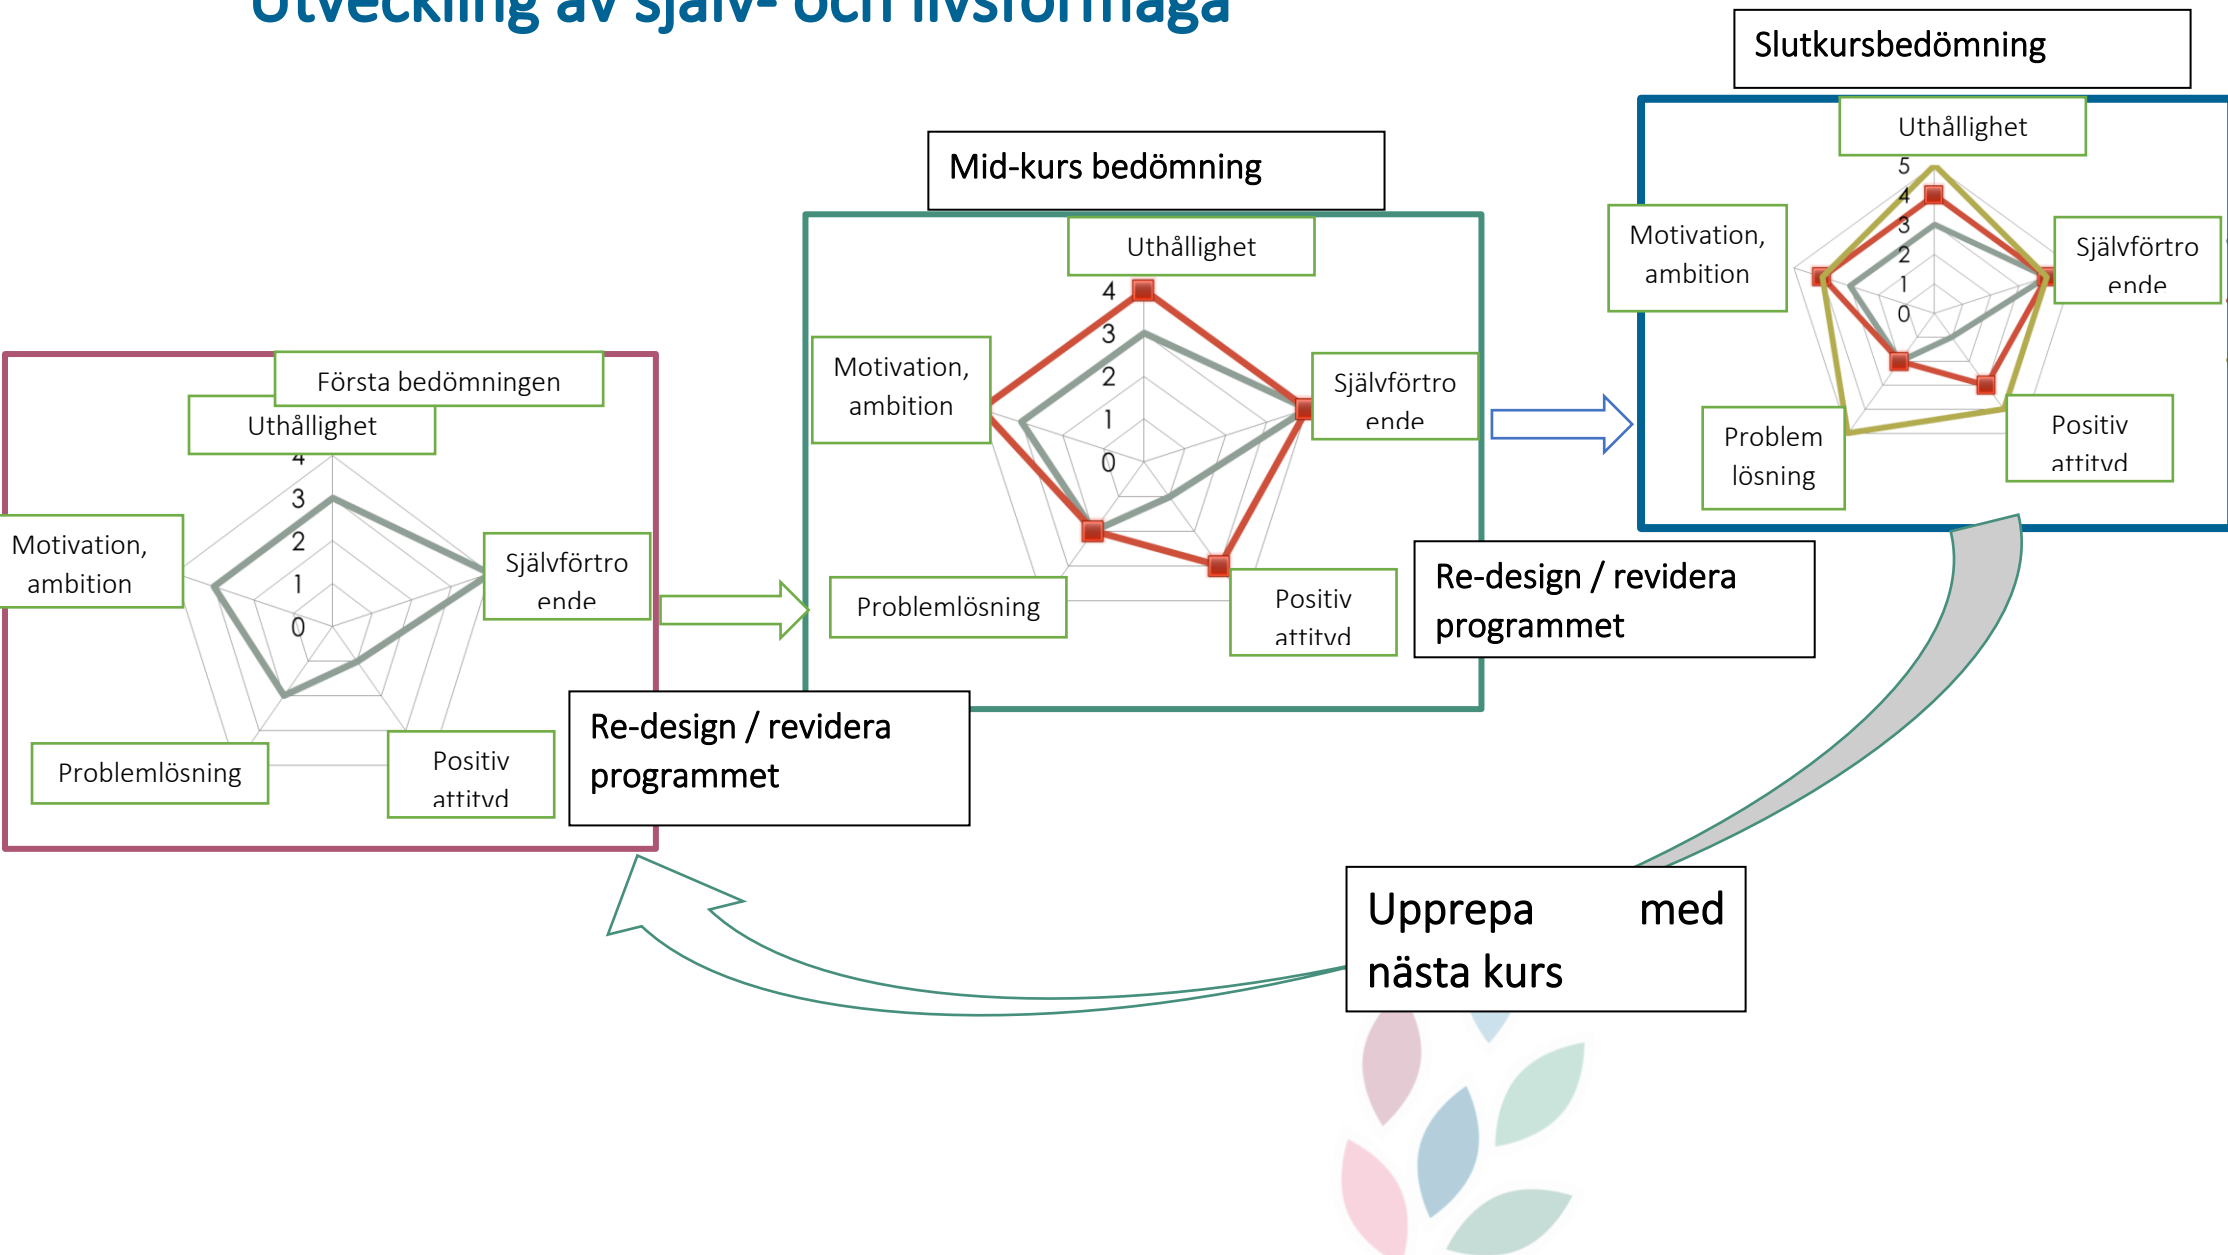 Utveckling av själv- och livsförmåga
Slutkursbedömning
Uthållighet
5
4
3
2
1
0
Motivation,
ambition
Självförtro
ende
Problem
lösning
Positiv
attityd
Mid-kurs bedömning
Uthållighet
4
3
2
1
0
Motivation,
ambition
Självförtro
ende
Problemlösning
Positiv
attityd
Re-design / revidera
programmet
Första bedömningen
Uthållighet
4
3
2
1
0
Motivation,
ambition
Självförtro
ende
Problemlösning
Positiv
attityd
Re-design / revidera
programmet
Upprepa med
nästa kurs